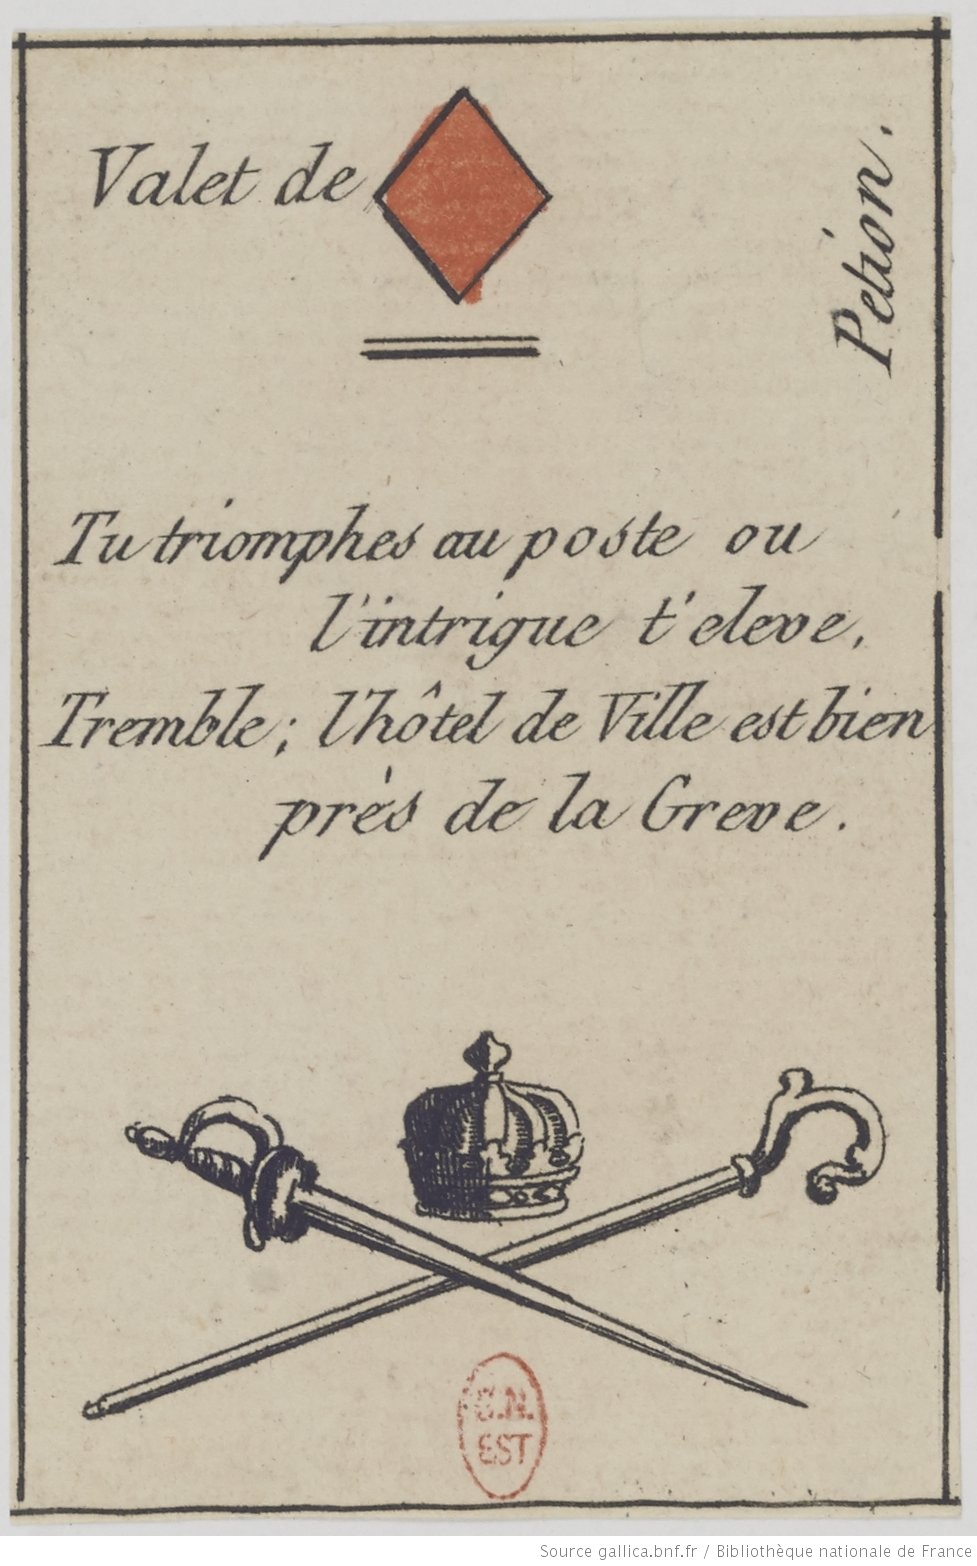 Valet de
Pétion.
Tu triomphes au poste ou
l'intrigue t'eleve,
Tremble; l'hôtel de Ville est bien
près de la Greve.
B.N.
EST
Source gallica.bnf.fr / Bibliothèque nationale de France